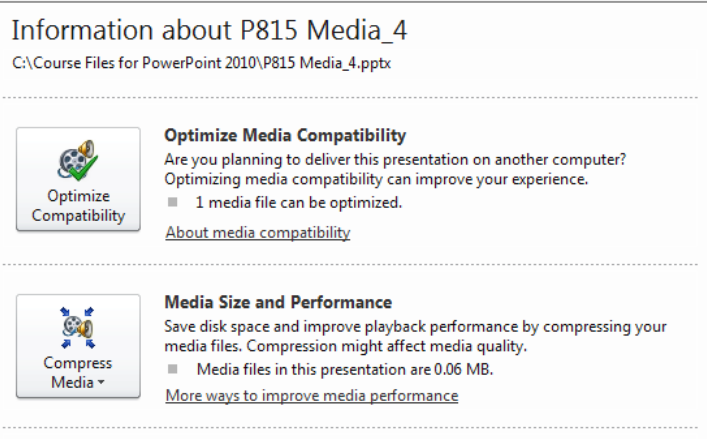 Information about P815 Media_4
C:\Course Files for PowerPoint 2010\P815 Media_4.pptx
Optimize Compatibility
Optimize Media Compatibility
Are you planning to deliver this presentation on another computer?
Optimizing media compatibility can improve your experience.
1 media file can be optimized.
About media compatibility
Compress Media
Media Size and Performance
Save disk space and improve playback performance by compressing your
media files. Compression might affect media quality.
Media files in this presentation are 0.06 MB.
More ways to improve media performance